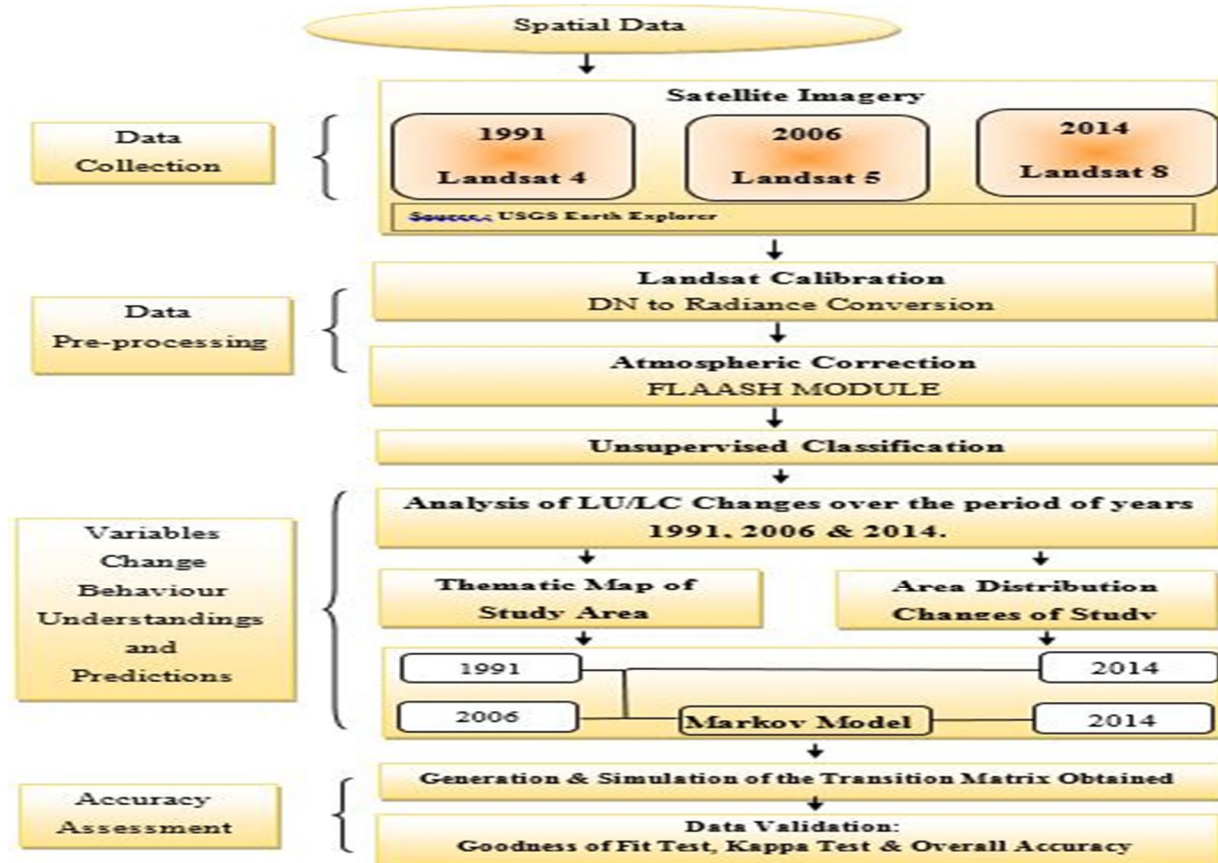 Spatial Data
Data
Collection
Satellite Imagery
1991
Landsat 4
2006
Landsat 5
2014
Landsat 8
Source : USGS Earth Explorer
Data
Pre-processing
Landsat Calibration
DN to Radiance Conversion
Atmospheric Correction
FLAASH MODULE
Unsupervised Classification
Variables
Change
Behaviour
Understandings
and
Predictions
Analysis of LU/LC Changes over the period of years
1991, 2006 & 2014.
Thematic Map of
Study Area
Area Distribution
Changes of Study
1991
2014
2006
Markov Model
2014
Accuracy
Assessment
Generation & Simulation of the Transition Matrix Obtained
Data Validation:
Goodness of Fit Test, Kappa Test & Overall Accuracy